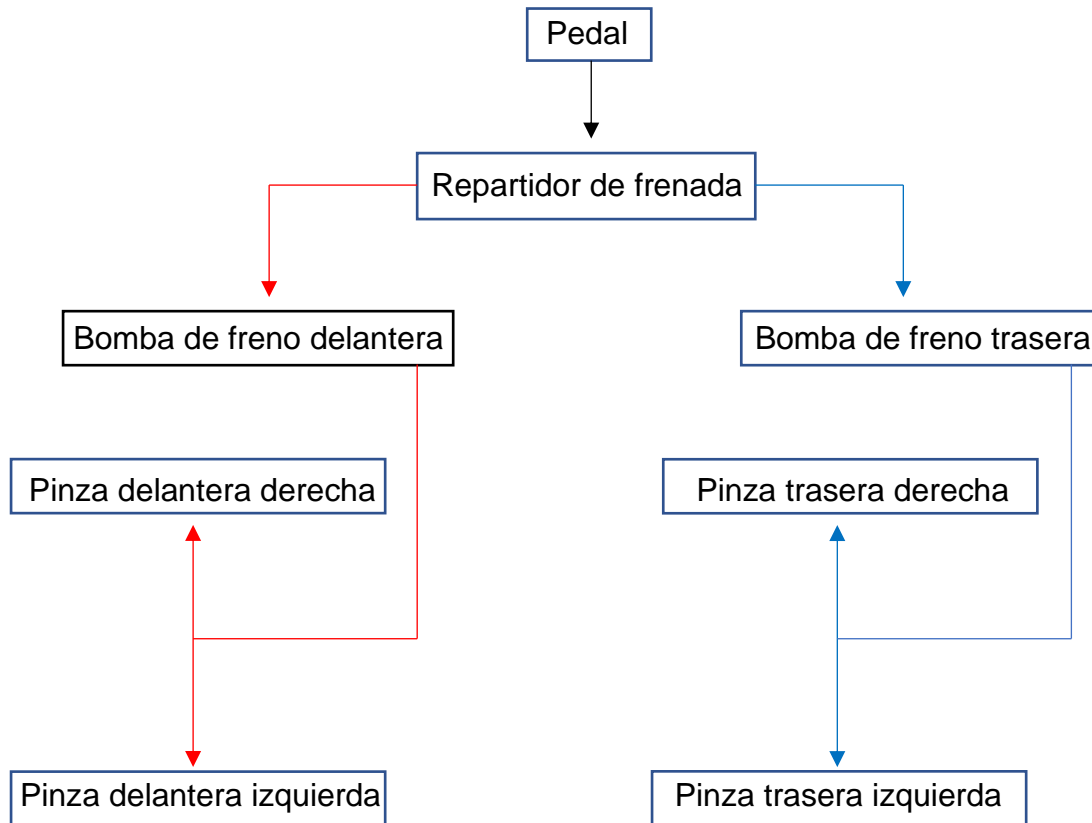 Pedal
Repartidor de frenada
Bomba de freno delantera
Bomba de freno trasera
Pinza delantera derecha
Pinza trasera derecha
Pinza delantera izquierda
Pinza trasera izquierda